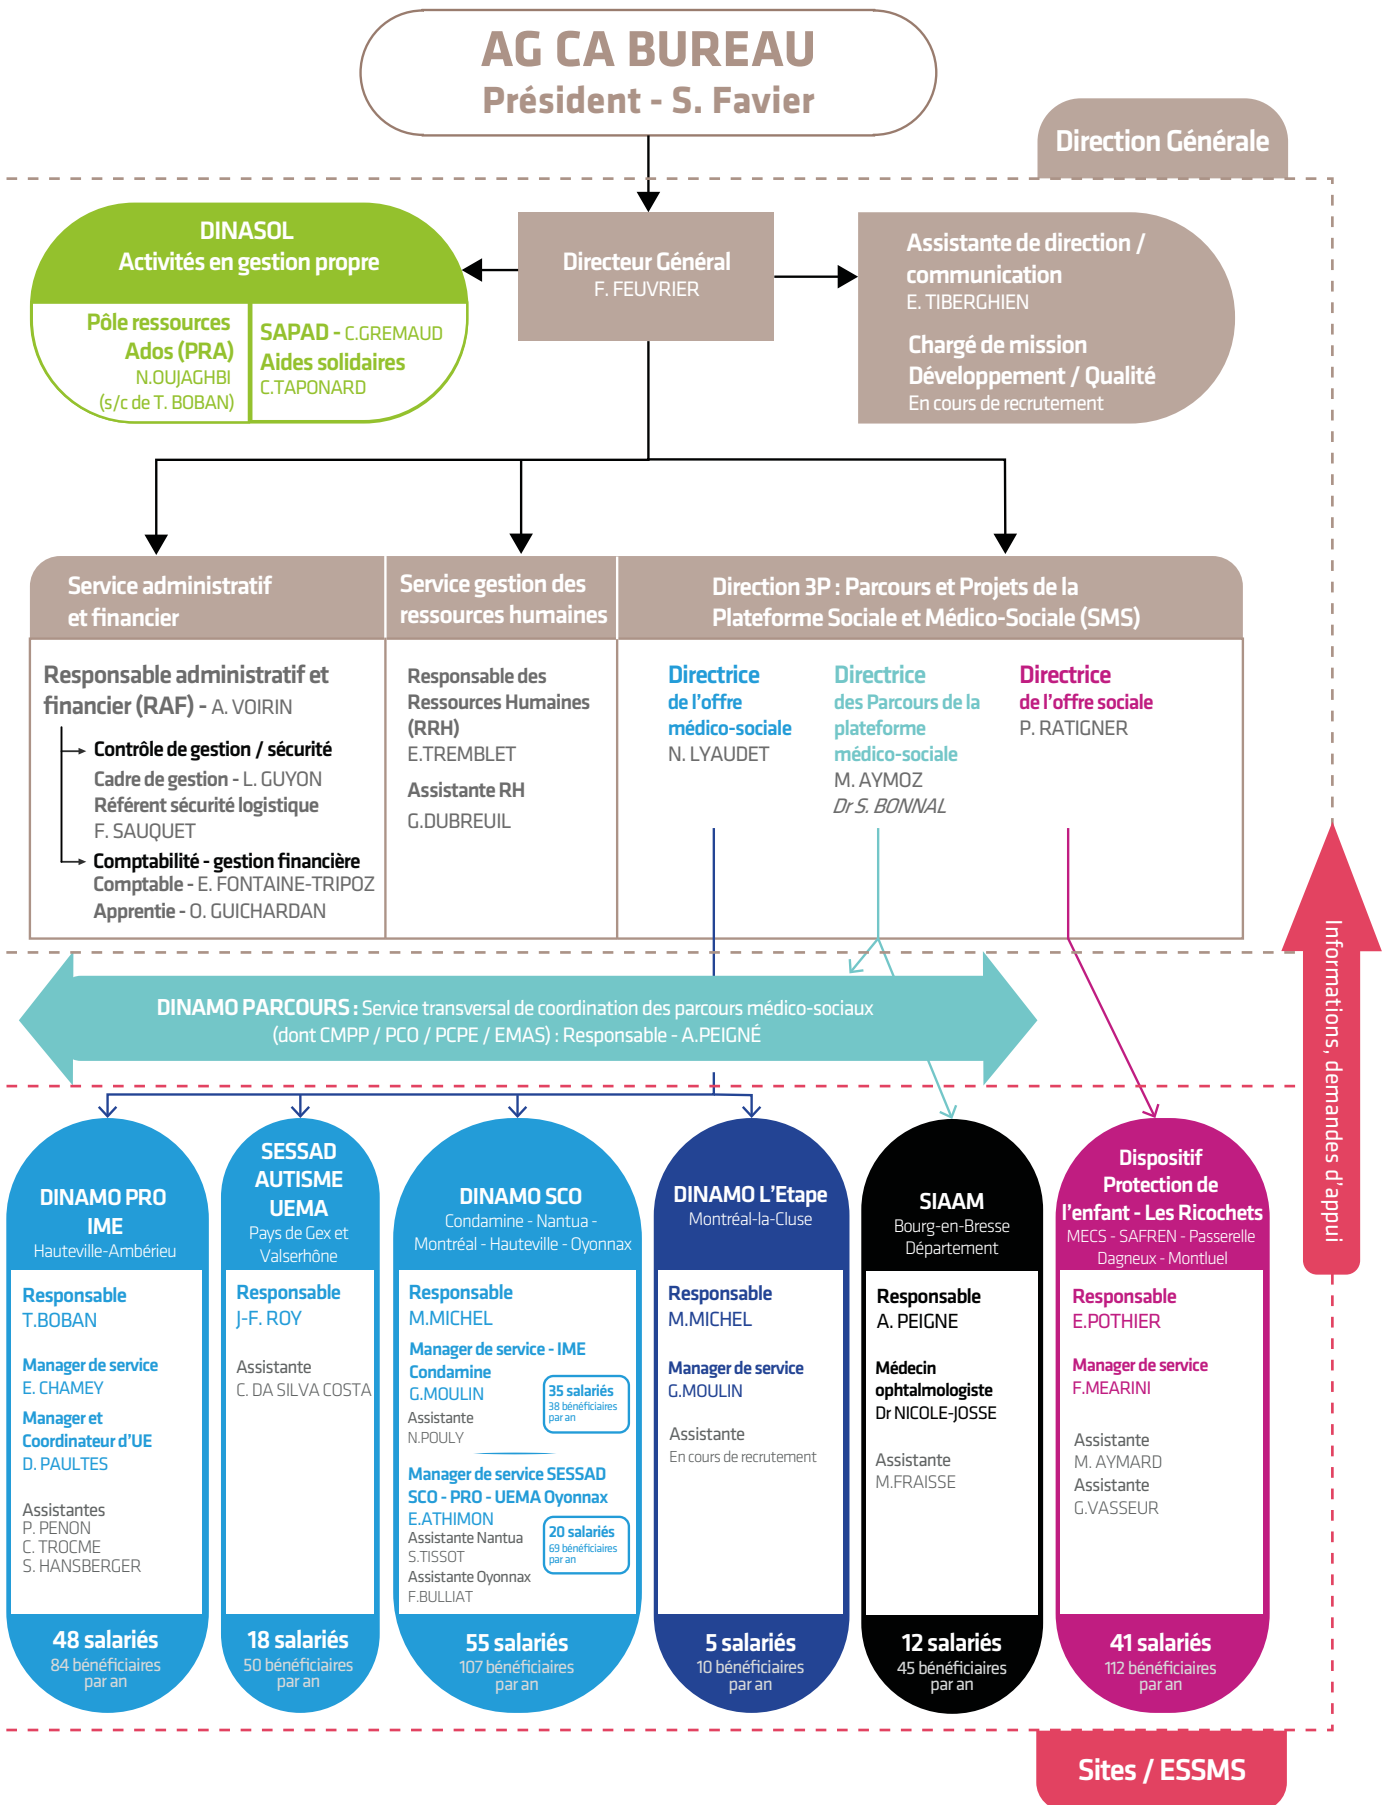 AG CA BUREAU
Président - S. Favier
Direction Générale
DINASOL
Activités en gestion propre
Pôle ressources
Ados (PRA)
N.OUJAGHBI
(s/c de T. BOBAN)
SAPAD - C.GREMAUD
Aides solidaires
C.TAPONARD
Directeur Général
F. FEUVRIER
Assistante de direction /
communication
E. TIBERGHIEN
Chargé de mission
Développement / Qualité
En cours de recrutement
Service administratif
et financier
Service gestion des
ressources humaines
Direction 3P : Parcours et Projets de la
Plateforme Sociale et Médico-Sociale (SMS)
Responsable administratif et
financier (RAF) - A. VOIRIN
Contrôle de gestion / sécurité
Cadre de gestion - L. GUYON
Référent sécurité logistique
F. SAUQUET
Comptabilité - gestion financière
Comptable - E. FONTAINE-TRIPOZ
Apprentie - O. GUICHARDAN
Responsable des
Ressources Humaines
(RRH)
E.TREMBLET
Assistante RH
G.DUBREUIL
Directrice
de l'offre
médico-sociale
N. LYAUDET
Directrice
des Parcours de la
plateforme
médico-sociale
M. AYMOZ
Dr S. BONNAL
Directrice
de l'offre sociale
P. RATIGNER
Informations, demandes d'appui
DINAMO PARCOURS : Service transversal de coordination des parcours médico-sociaux
(dont CMPP / PCO / PCPE / EMAS) : Responsable - A.PEIGNÉ
DINAMO PRO
IME
Hauteville-Ambérieu
Responsable
T.BOBAN
Manager de service
E. CHAMEY
Manager et
Coordinateur d'UE
D. PAULTES
Assistantes
P. PENON
C. TROCME
S. HANSBERGER
48 salariés
84 bénéficiaires
par an
SESSAD
AUTISME
UEMA
Pays de Gex et
Valserhône
Responsable
J-F. ROY
Assistante
C. DA SILVA COSTA
18 salariés
50 bénéficiaires
par an
DINAMO SCO
Condamine - Nantua -
Montréal - Hauteville - Oyonnax
Responsable
M.MICHEL
Manager de service - IME
Condamine
G.MOULIN
Assistante
N.POULY
35 salariés
38 bénéficiaires
par an
Manager de service SESSAD
SCO - PRO - UEMA Oyonnax
E.ATHIMON
Assistante Nantua
S.TISSOT
Assistante Oyonnax
F.BULLIAT
20 salariés
69 bénéficiaires
par an
55 salariés
107 bénéficiaires
par an
DINAMO L'Etape
Montréal-la-Cluse
Responsable
M.MICHEL
Manager de service
G.MOULIN
Assistante
En cours de recrutement
5 salariés
10 bénéficiaires
par an
SIAAM
Bourg-en-Bresse
Département
Responsable
A. PEIGNE
Médecin
ophtalmologiste
Dr NICOLE-JOSSE
Assistante
M.FRAISSE
12 salariés
45 bénéficiaires
par an
Dispositif
Protection de
l'enfant - Les Ricochets
MECS - SAFREN - Passerelle
Dagneux - Montluel
Responsable
E.POTHIER
Manager de service
F.MEARINI
Assistante
M. AYMARD
Assistante
G.VASSEUR
41 salariés
112 bénéficiaires
par an
Sites / ESSMS